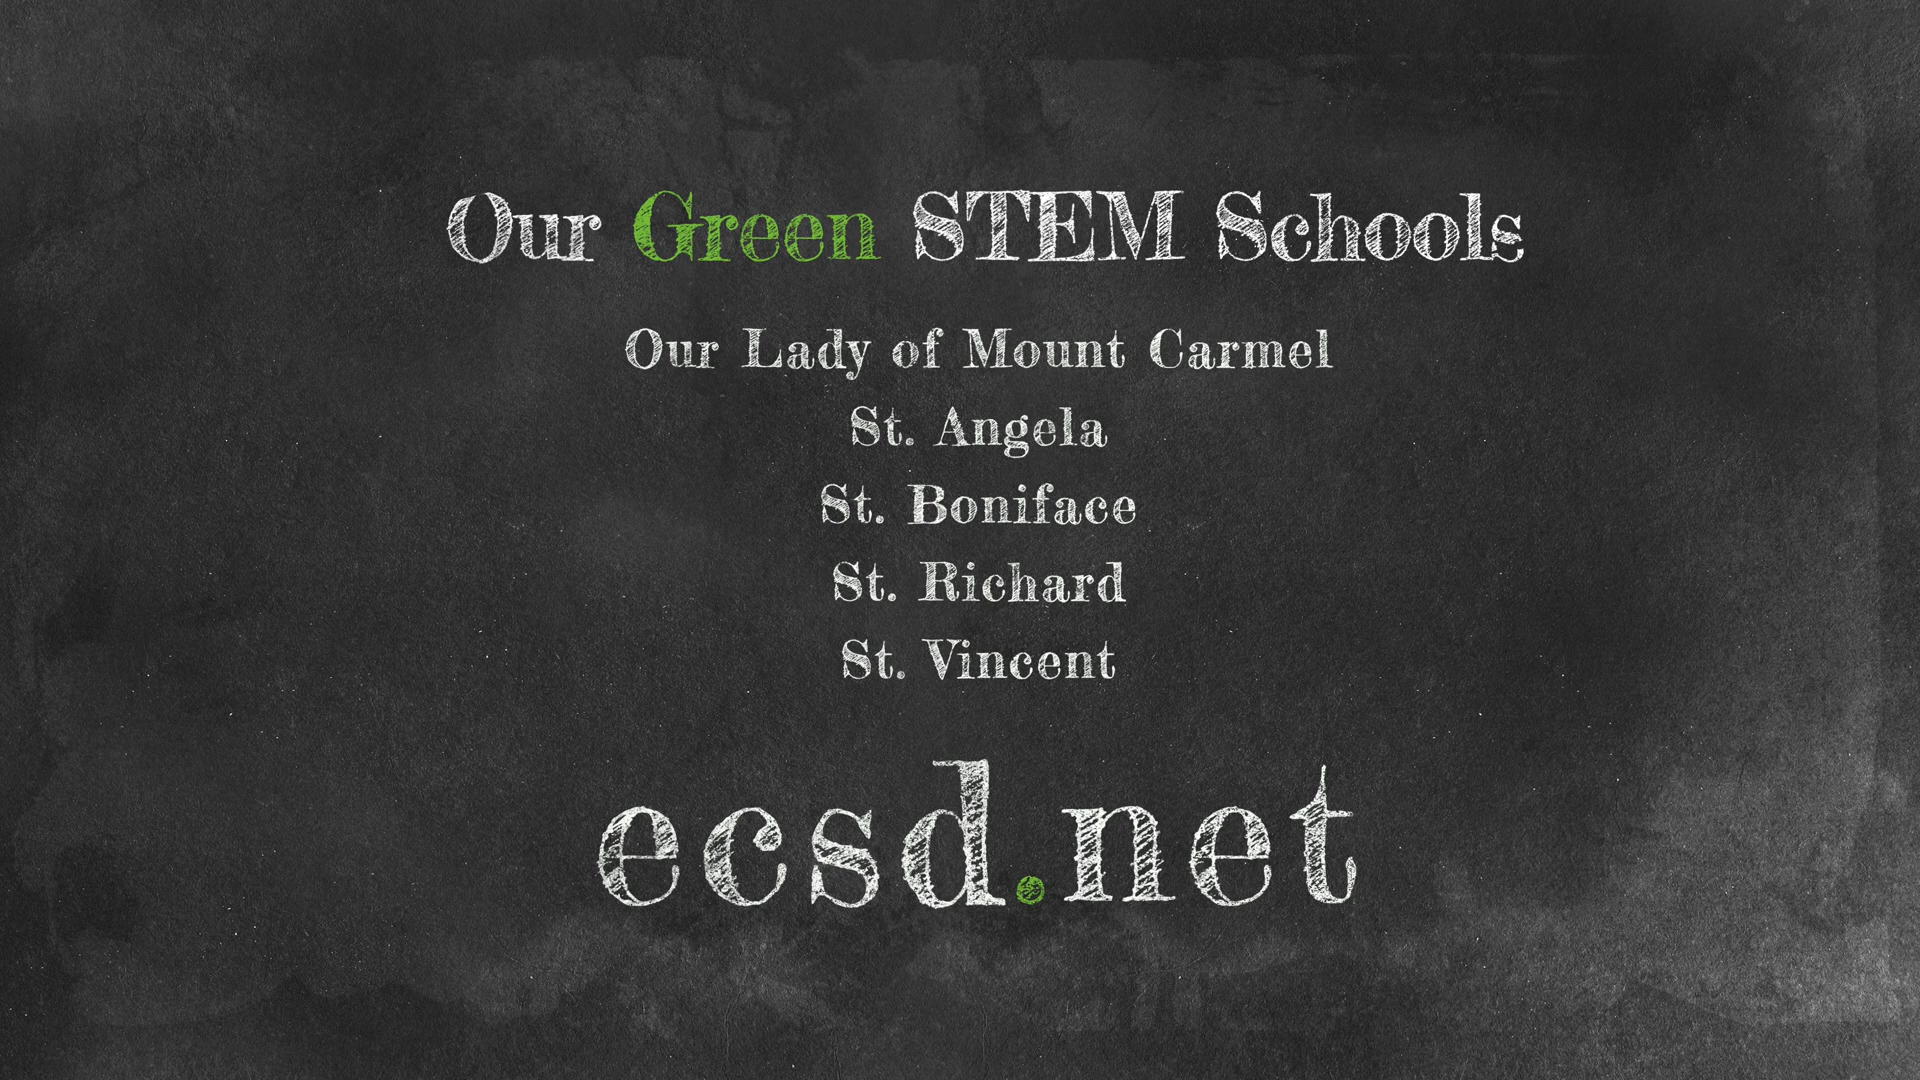 Our Green STEM Schools
Our Lady of Mount Carmel
St. Angela
St. Boniface
St. Richard
St. Vincent
ecsd.net